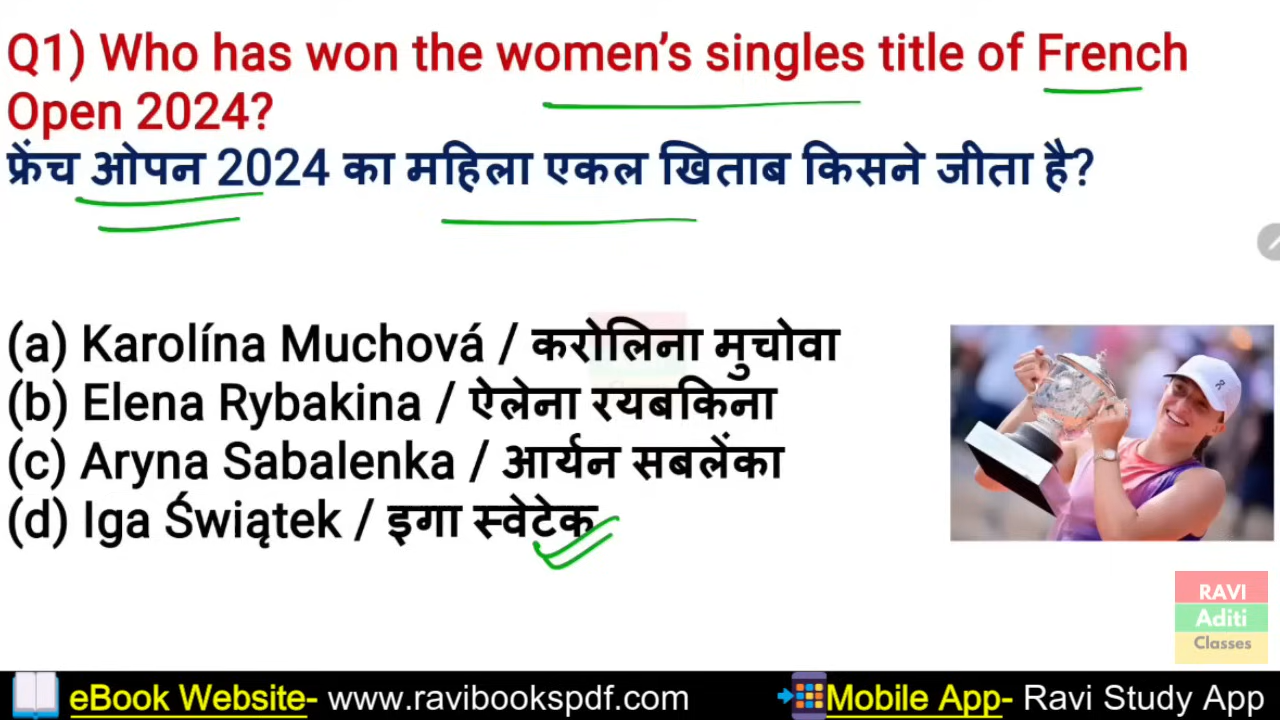 Q1) Who has won the women’s singles title of French
Open 2024?
फ्रेंच ओपन 2024 का महिला एकल खिताब किसने जीता है?
(a) Karolína Muchová / करोलिना मुचोवा
(b) Elena Rybakina / ऐलेना रयबकिना
(c) Aryna Sabalenka / आर्यन सबलेंका
(d) Iga Świątek / इगा स्वेटेक
RAVI
Aditi
Classes
eBook Website- www.ravibookspdf.com
Mobile App- Ravi Study App